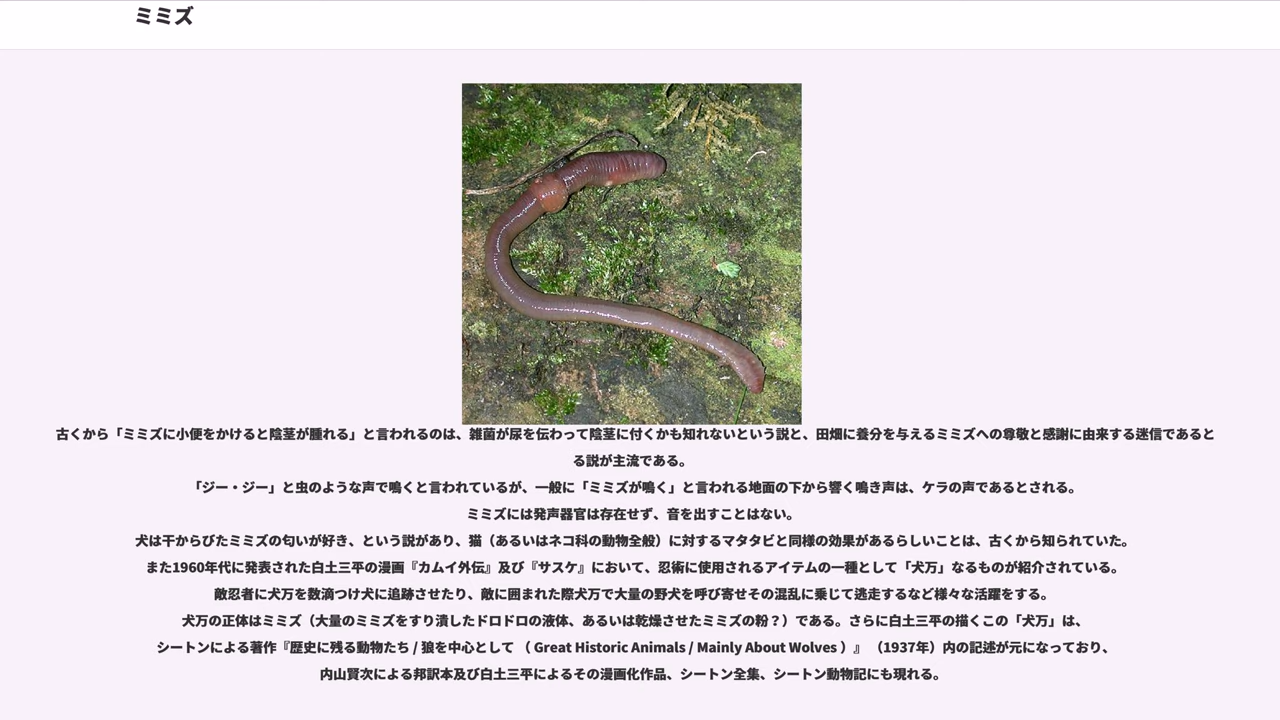 ミミズ
古くから「ミミズに小便をかけると陰茎が腫れる」と言われるのは、雑菌が尿を伝わって陰茎に付くかも知れないという説と、田畑に養分を与えるミミズへの尊敬と感謝に由来する迷信であるとす
る説が主流である。
「ジー・ジー」と虫のような声で鳴くと言われているが、一般に「ミミズが鳴く」と言われる地面の下から響く鳴き声は、ケラの声であるとされる。
ミミズには発声器官は存在せず、音を出すことはない。
犬は干からびたミミズの匂いが好き、という説があり、猫（あるいはネコ科の動物全般）に対するマタタビと同様の効果があるらしいことは、古くから知られていた。
また1960年代に発表された白土三平の漫画『カムイ外伝』及び『サスケ』において、忍術に使用されるアイテムの一種として「犬万」なるものが紹介されている。
敵忍者に犬万を数滴つけ犬に追跡させたり、敵に囲まれた際犬万で大量の野犬を呼び寄せその混乱に乗じて逃走するなど様々な活躍をする。
犬万の正体はミミズ（大量のミミズをすり潰したドロドロの液体、あるいは乾燥させたミミズの粉？）である。さらに白土三平の描くこの「犬万」は、
シートンによる著作『歴史に残る動物たち / 狼を中心として （ Great Historic Animals / Mainly About Wolves ）』 （1937年）内の記述が元になっており、
内山賢次による邦訳本及び白土三平によるその漫画化作品、シートン全集、シートン動物記にも現れる。